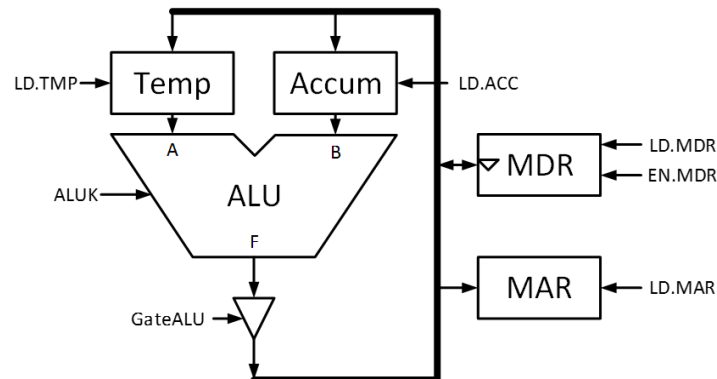 LD.TMP
Temp
Accum
LD.ACC
A
B
LD.MDR
MDR
EN.MDR
ALUK
ALU
F
MAR
LD.MAR
GateALU